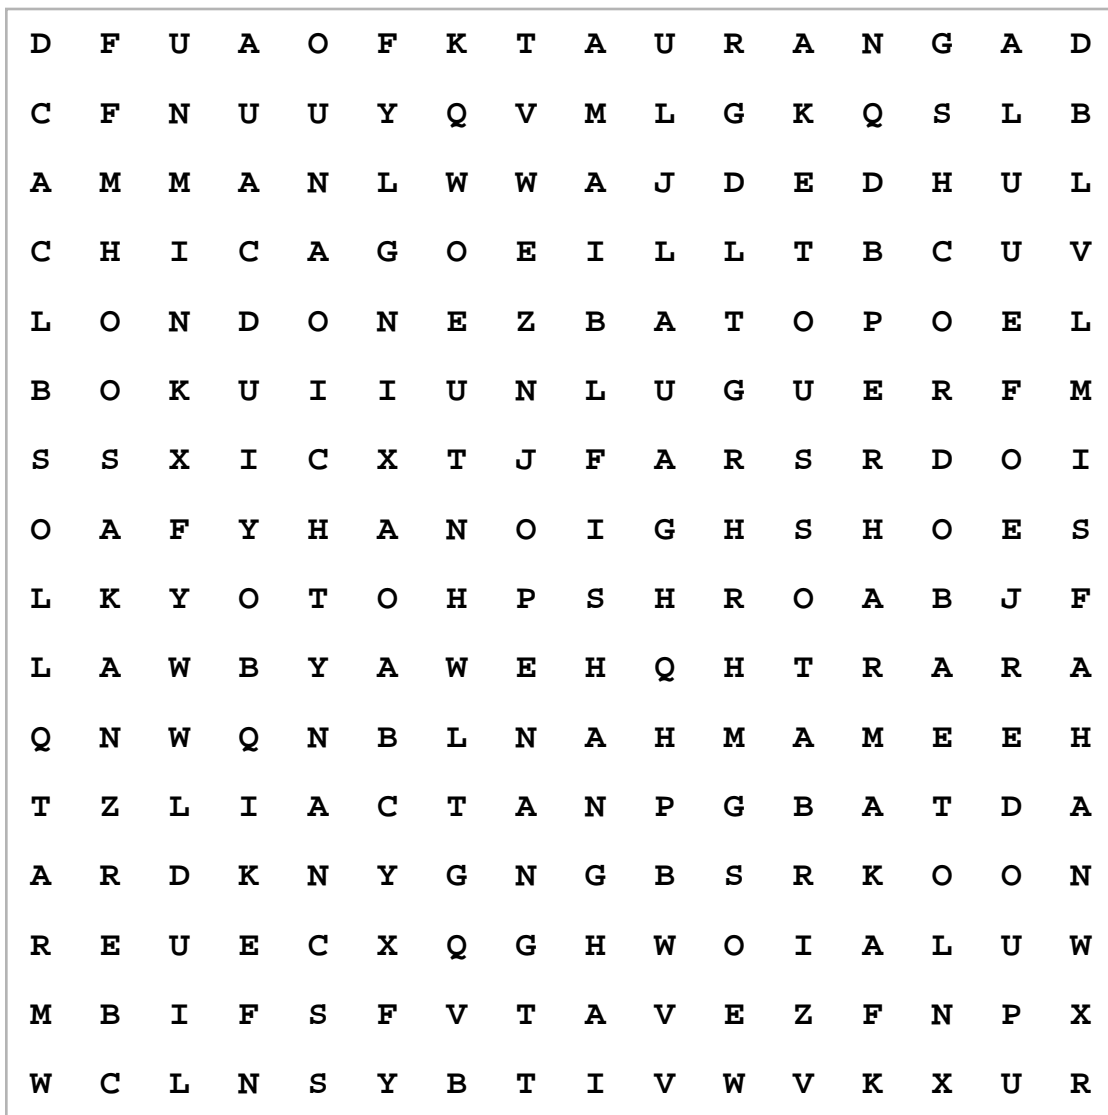 D F U A O F K T A U R A N G A D
C F N U U Y Q V M L G K Q S L B
A M M A N L W W A J D E D H U L
C H I C A G O E I L L T B C U V
L O N D O N E Z B A T O P O E L
B O K U I I U N L U G U E R F M
S S X I C X T J F A R S R D O I
O A F Y H A N O I G H S H O E S
L K Y O T O H P S H R O A B J F
L A W B Y A W E H Q H T R A R A
Q N W Q N B L N A H M A M E E H
T Z L I A C T A N P G B A T D A
A R D K N Y G N G B S R K O O N
R E U E C X Q G H W O I A L U W
M B I F S F V T A V E Z F N P X
W C L N S Y B T I V W V K X U R